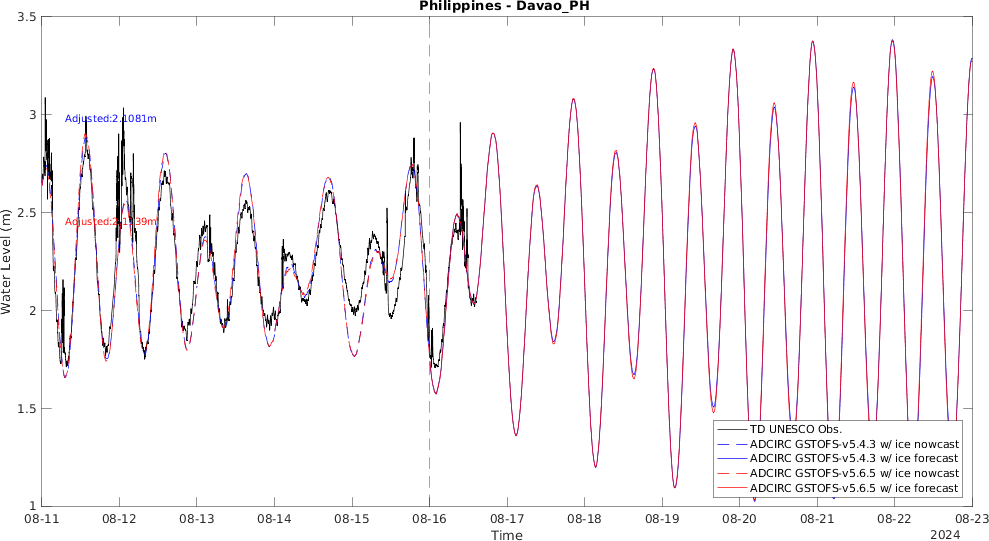 Philippines - Davao_PH
Water Level (m)
3.5
3
2.5
2
1.5
1
Adjusted:2.1081m
TD UNESCO Obs.
ADCIRC GSTOFS-v5.4.3 w/ ice nowcast
ADCIRC GSTOFS-v5.4.3 w/ ice forecast
ADCIRC GSTOFS-v5.6.5 w/ ice nowcast
ADCIRC GSTOFS-v5.6.5 w/ ice forecast
08-11 08-12 08-13 08-14 08-15 08-16 08-17 08-18 08-19 08-20 08-21 08-22 08-23
Time
2024